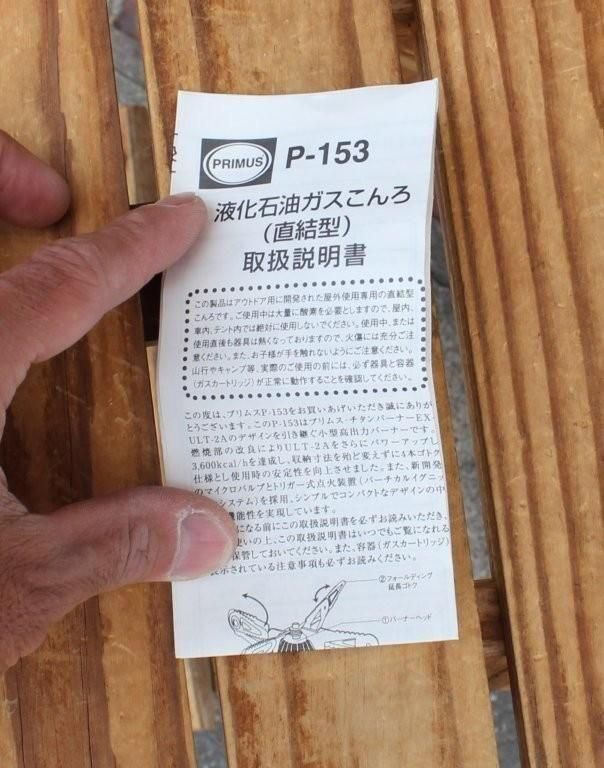 PRIMUS P-153
液化石油ガスこんろ
(直結型)
取扱説明書
この製品はアウトドア用に開発された屋外使用専用の直結型
こんろです。ご使用中は大量に酸素を必要としますので、屋内、
車内、テント内では絶対に使用しないでください。使用中、または
使用直後も器具は熱くなっておりますので、火傷には充分ご注
意ください。また、お子様が手を触れないようにご注意ください。
山行やキャンプ等、実際のご使用の前には、必ず器具と容器
(ガスカートリッジ)が正常に動作することを確認してください。
この度は、プリムスP-153をお買いあげいただき誠にありが
とうございます。このP-153はプリムス・チタンバーナーEX-
ULT-2Aのデザインを引き継ぐ小型高出力バーナーです。
燃焼部の改良によりULT-2Aをさらにパワーアップし
3,600kcal/hを達成し、収納寸法を殆ど変えずに4本ゴトク
仕様とし使用時の安定性を向上させました。また、新開発
のマイクロバルブとトリガー式点火装置(バーチカルイグニッ
システム)を採用、シンプルでコンパクトなデザインの中
機能性を実現しています。
になる前にこの取扱説明書を必ずお読みいただき、
使いの上、この取扱説明書はいつでもご覧になれる
保管しておいてください。また、容器(ガスカートリッジ)
表示されている注意事項も必ずお読みください。
②フォールディング
延長ゴトク
①バーナーヘッド